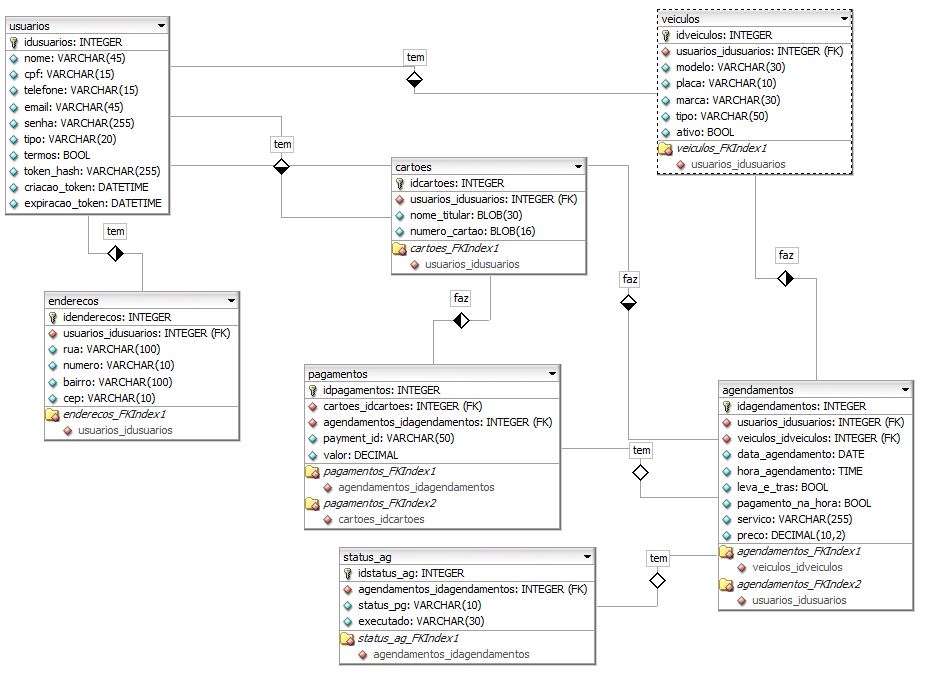 usuarios
idusuarios: INTEGER
nome: VARCHAR(45)
cpf: VARCHAR(15)
telefone: VARCHAR(15)
email: VARCHAR(45)
senha: VARCHAR(255)
tipo: VARCHAR(20)
termos: BOOL
token_hash: VARCHAR(255)
criacao_token: DATETIME
expiracao_token: DATETIME
tem
veiculos
idveiculos: INTEGER
usuarios_idusuarios: INTEGER (FK)
modelo: VARCHAR(30)
placa: VARCHAR(10)
marca: VARCHAR(30)
tipo: VARCHAR(50)
ativo: BOOL
veiculos_FKIndex1
usuarios_idusuarios
tem
cartoes
idcartoes: INTEGER
usuarios_idusuarios: INTEGER (FK)
nome_titular: BLOB(30)
numero_cartao: BLOB(16)
cartoes_FKIndex1
usuarios_idusuarios
tem
faz
faz
faz
enderecos
idenderecos: INTEGER
usuarios_idusuarios: INTEGER (FK)
rua: VARCHAR(100)
numero: VARCHAR(10)
bairro: VARCHAR(100)
cep: VARCHAR(10)
enderecos_FKIndex1
usuarios_idusuarios
pagamentos
idpagamentos: INTEGER
cartoes_idcartoes: INTEGER (FK)
agendamentos_idagendamentos: INTEGER (FK)
payment_id: VARCHAR(50)
valor: DECIMAL
pagamentos_FKIndex1
agendamentos_idagendamentos
pagamentos_FKIndex2
cartoes_idcartoes
tem
agendamentos
idagendamentos: INTEGER
usuarios_idusuarios: INTEGER (FK)
veiculos_idveiculos: INTEGER (FK)
data_agendamento: DATE
hora_agendamento: TIME
leva_e_tras: BOOL
pagamento_na_hora: BOOL
servico: VARCHAR(255)
preco: DECIMAL(10,2)
agendamentos_FKIndex1
veiculos_idveiculos
agendamentos_FKIndex2
usuarios_idusuarios
status_ag
idstatus_ag: INTEGER
agendamentos_idagendamentos: INTEGER (FK)
status_pg: VARCHAR(10)
executado: VARCHAR(30)
status_ag_FKIndex1
agendamentos_idagendamentos
tem